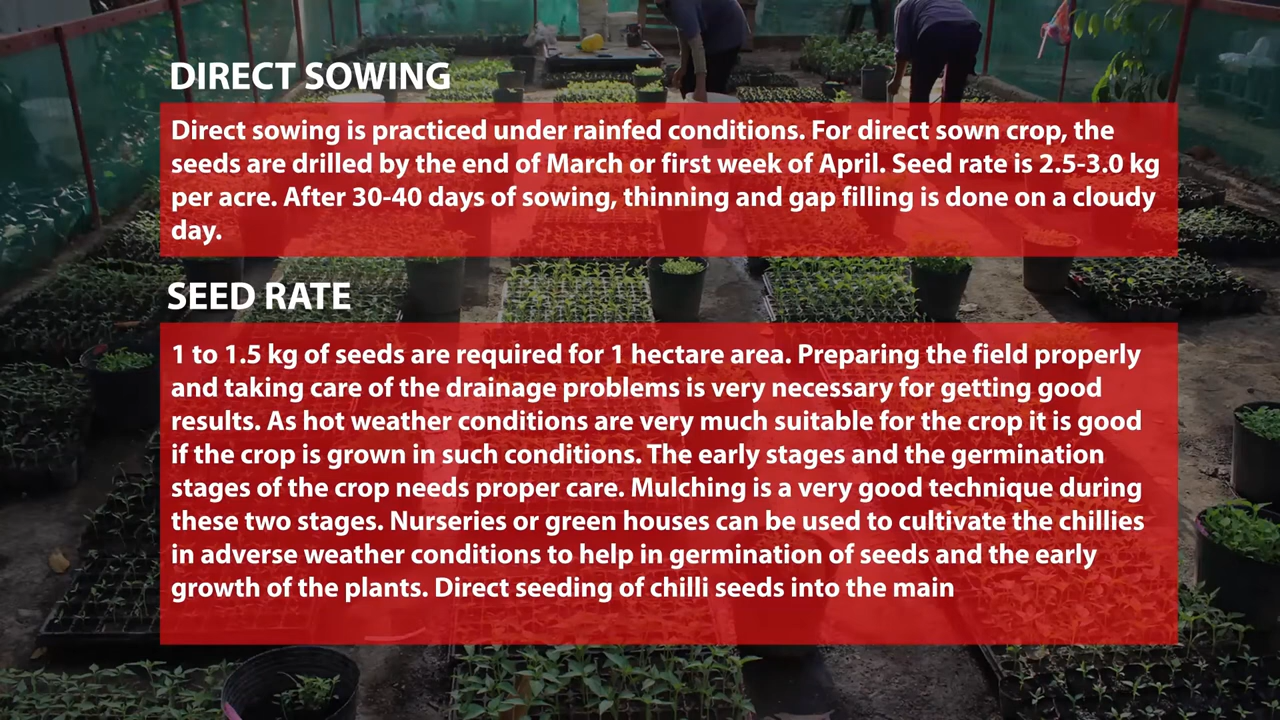 DIRECT SOWING
Direct sowing is practiced under rainfed conditions. For direct sown crop, the
seeds are drilled by the end of March or first week of April. Seed rate is 2.5-3.0 kg
per acre. After 30-40 days of sowing, thinning and gap filling is done on a cloudy
day.
SEED RATE
1 to 1.5 kg of seeds are required for 1 hectare area. Preparing the field properly
and taking care of the drainage problems is very necessary for getting good
results. As hot weather conditions are very much suitable for the crop it is good
if the crop is grown in such conditions. The early stages and the germination
stages of the crop needs proper care. Mulching is a very good technique during
these two stages. Nurseries or green houses can be used to cultivate the chillies
in adverse weather conditions to help in germination of seeds and the early
growth of the plants. Direct seeding of chilli seeds into the main